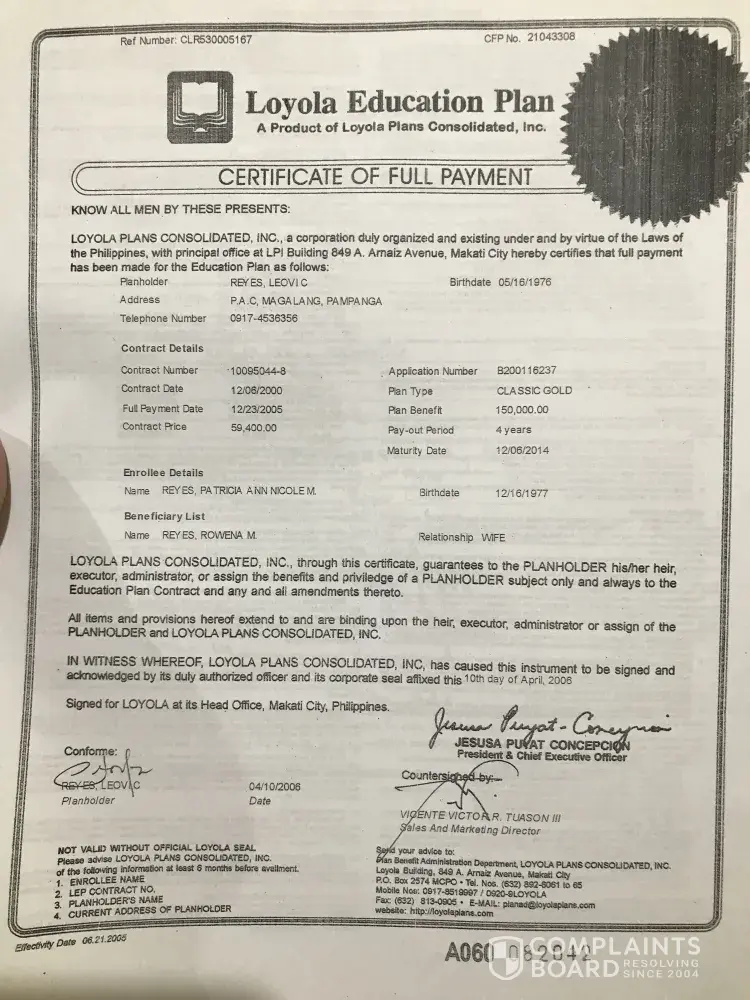 Ref Number: CLR530005167 CFP No. 21043308
Loyola Education Plan
A Product of Loyola Plans Consolidated, Inc.
CERTIFICATE OF FULL PAYMENT
KNOW ALL MEN BY THESE PRESENTS:
LOYOLA PLANS CONSOLIDATED, INC., a corporation duly organized and existing under and by virtue of the Laws of
the Philippines, with principal office at LPI Building 849 A. Arnaiz Avenue, Makati City hereby certifies that full payment
has been made for the Education Plan as follows:
Planholder REYES, LEOVIC Birthdate 05/16/1976
Address P.A.C, MAGALANG, PAMPANGA
Telephone Number 0917-4536356
Contract Details
Contract Number 10095044-8 Application Number B200116237
Contract Date 12/06/2000 Plan Type CLASSIC GOLD
Full Payment Date 12/23/2005 Plan Benefit 150,000.00
Contract Price 59,400.00 Pay-out Period 4 years
Maturity Date 12/06/2014
Enrollee Details
Name REYES, PATRICIA ANN NICOLE M. Birthdate 12/16/1977
Beneficiary List
Name REYES, ROWENA M. Relationship WIFE
LOYOLA PLANS CONSOLIDATED, INC., through this certificate, guarantees to the PLANHOLDER his/her heir,
executor, administrator, or assign the benefits and priviledge of a PLANHOLDER subject only and always to the
Education Plan Contract and any and all amendments thereto.
All items and provisions hereof extend to and are binding upon the heir, executor, administrator or assign of the
PLANHOLDER and LOYOLA PLANS CONSOLIDATED, INC.
IN WITNESS WHEREOF, LOYOLA PLANS CONSOLIDATED, INC, has caused this instrument to be signed and
acknowledged by its duly authorized officer and its corporate seal affixed this 10th day of April, 2006
Signed for LOYOLA at its Head Office, Makati City, Philippines.
Jesusa Puyat-Concepcion
JESUSA PUYAT CONCEPCION
President & Chief Executive Officer
Conforme:
REYES, LEOVIC 04/10/2006
Planholder Date
Countersigned by:
VICENTE VICTOR R. TUASON III
Sales And Marketing Director
NOT VALID WITHOUT OFFICIAL LOYOLA SEAL
Please advise LOYOLA PLANS CONSOLIDATED, INC.
of the following information at least 6 months before availment.
1. ENROLLEE NAME
2. LEP CONTRACT NO.
3. PLANHOLDER'S NAME
4. CURRENT ADDRESS OF PLANHOLDER
Send your advice to:
Plan Benefit Administration Department, LOYOLA PLANS CONSOLIDATED, INC.
Loyola Building, 849 A. Arnaiz Avenue, Makati City
P.O. Box 2574 MCPO • Tel. Nos. (632) 892-6061 to 65
Mobile Nos: 0917-8519997 / 0920-9LOYOLA
Fax: (632) 813-0905 • E-MAIL: planad@loyolaplans.com
website: http://loyolaplans.com
Effectivity Date 06.21.2005
A060 082842
COMPLAINTS
BOARD RESOLVING
SINCE 2004